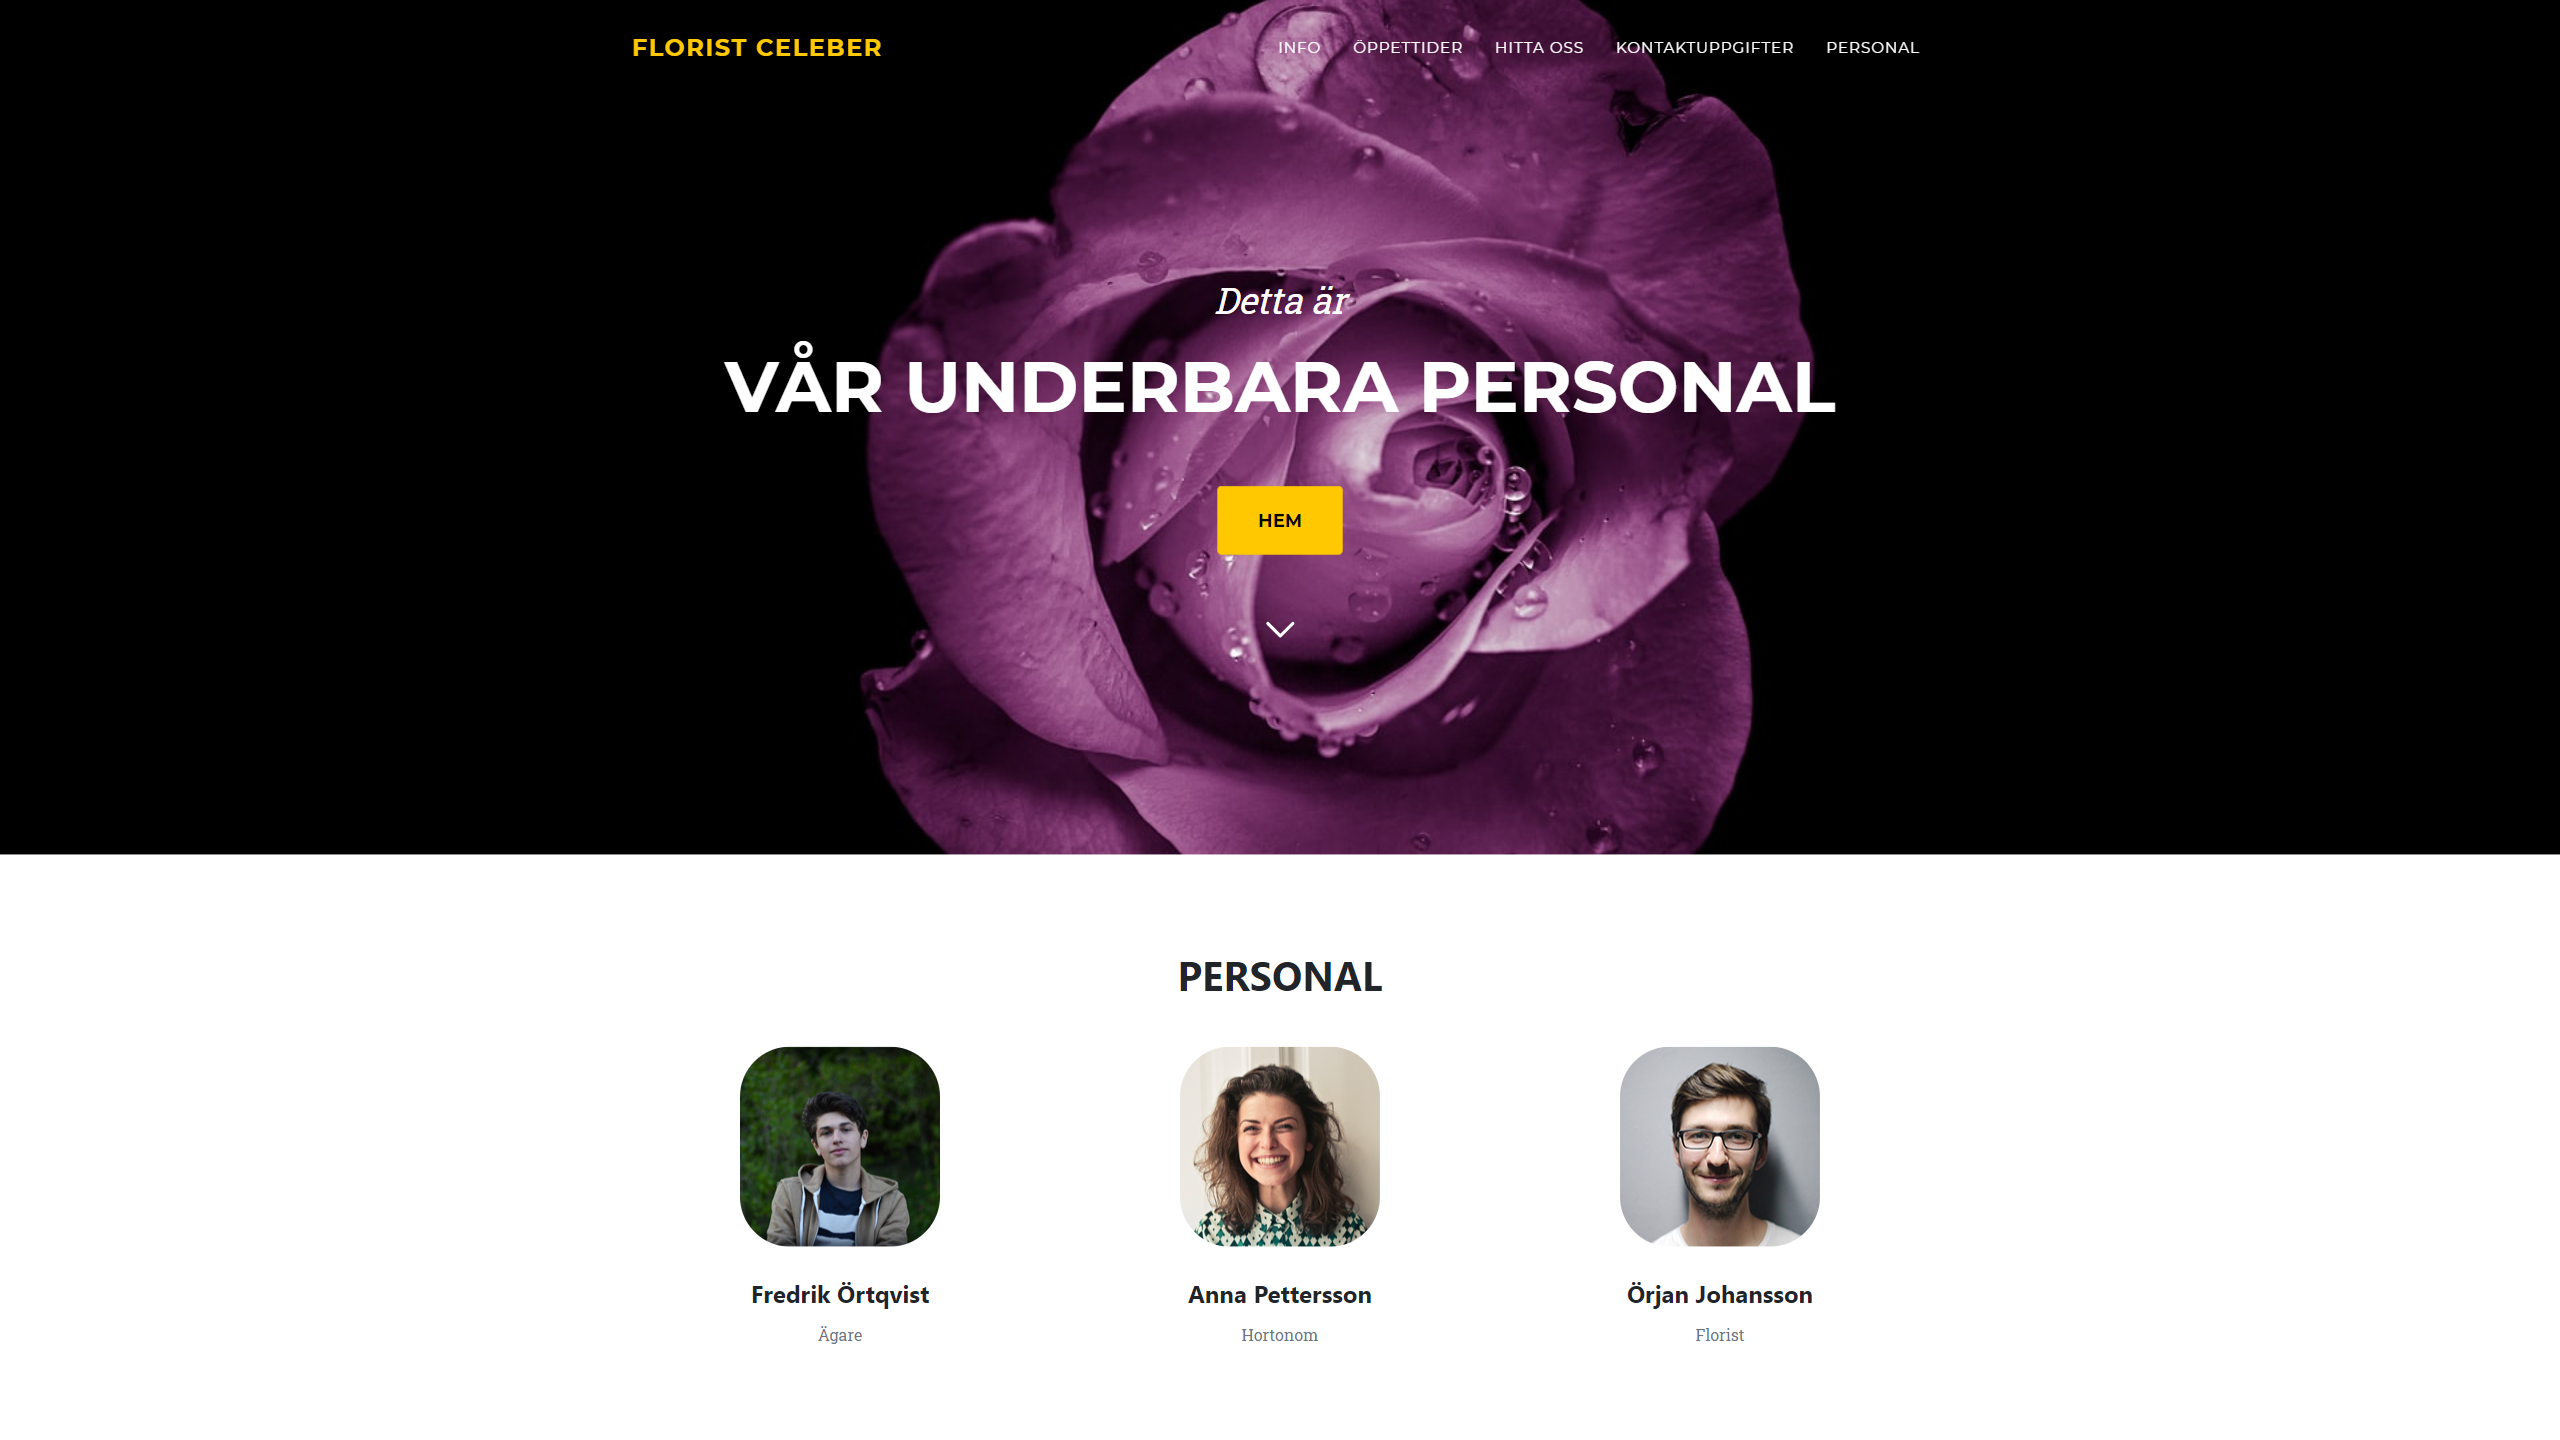 FLORIST CELEBER
INFO ÖPPETTIDER HITTA OSS KONTAKTUPPGIFTER PERSONAL
Detta är
VÅR UNDERBARA PERSONAL
HEM
PERSONAL
Fredrik Örtqvist
Ägare
Anna Pettersson
Hortonom
Örjan Johansson
Florist